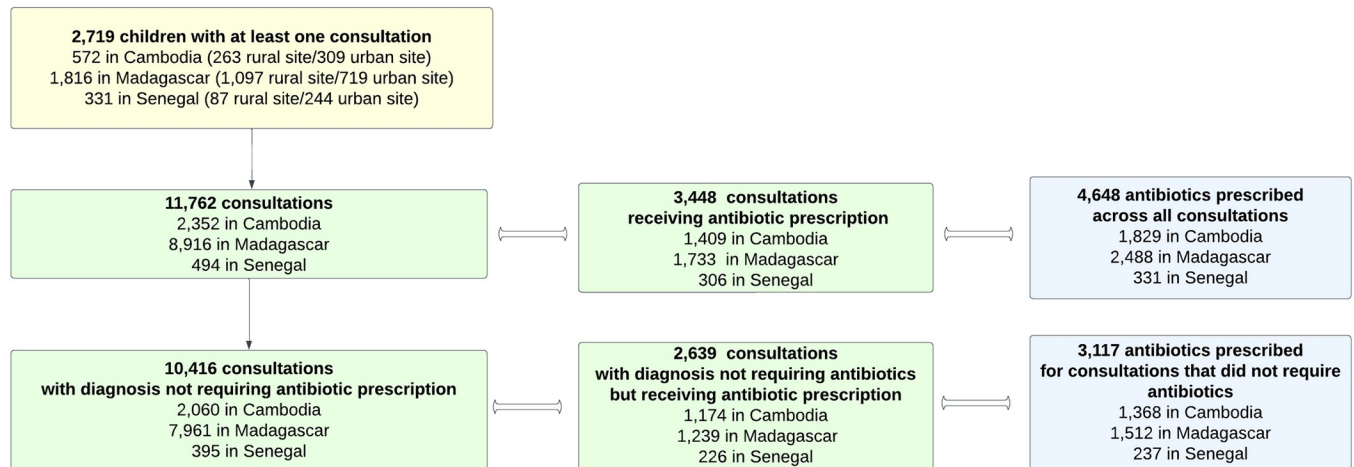 2,719 children with at least one consultation
572 in Cambodia (263 rural site/309 urban site)
1,816 in Madagascar (1,097 rural site/719 urban site)
331 in Senegal (87 rural site/244 urban site)
11,762 consultations
2,352 in Cambodia
8,916 in Madagascar
494 in Senegal
3,448 consultations
receiving antibiotic prescription
1,409 in Cambodia
1,733 in Madagascar
306 in Senegal
4,648 antibiotics prescribed
across all consultations
1,829 in Cambodia
2,488 in Madagascar
331 in Senegal
10,416 consultations
with diagnosis not requiring antibiotic prescription
2,060 in Cambodia
7,961 in Madagascar
395 in Senegal
2,639 consultations
with diagnosis not requiring antibiotics
but receiving antibiotic prescription
1,174 in Cambodia
1,239 in Madagascar
226 in Senegal
3,117 antibiotics prescribed
for consultations that did not require
antibiotics
1,368 in Cambodia
1,512 in Madagascar
237 in Senegal